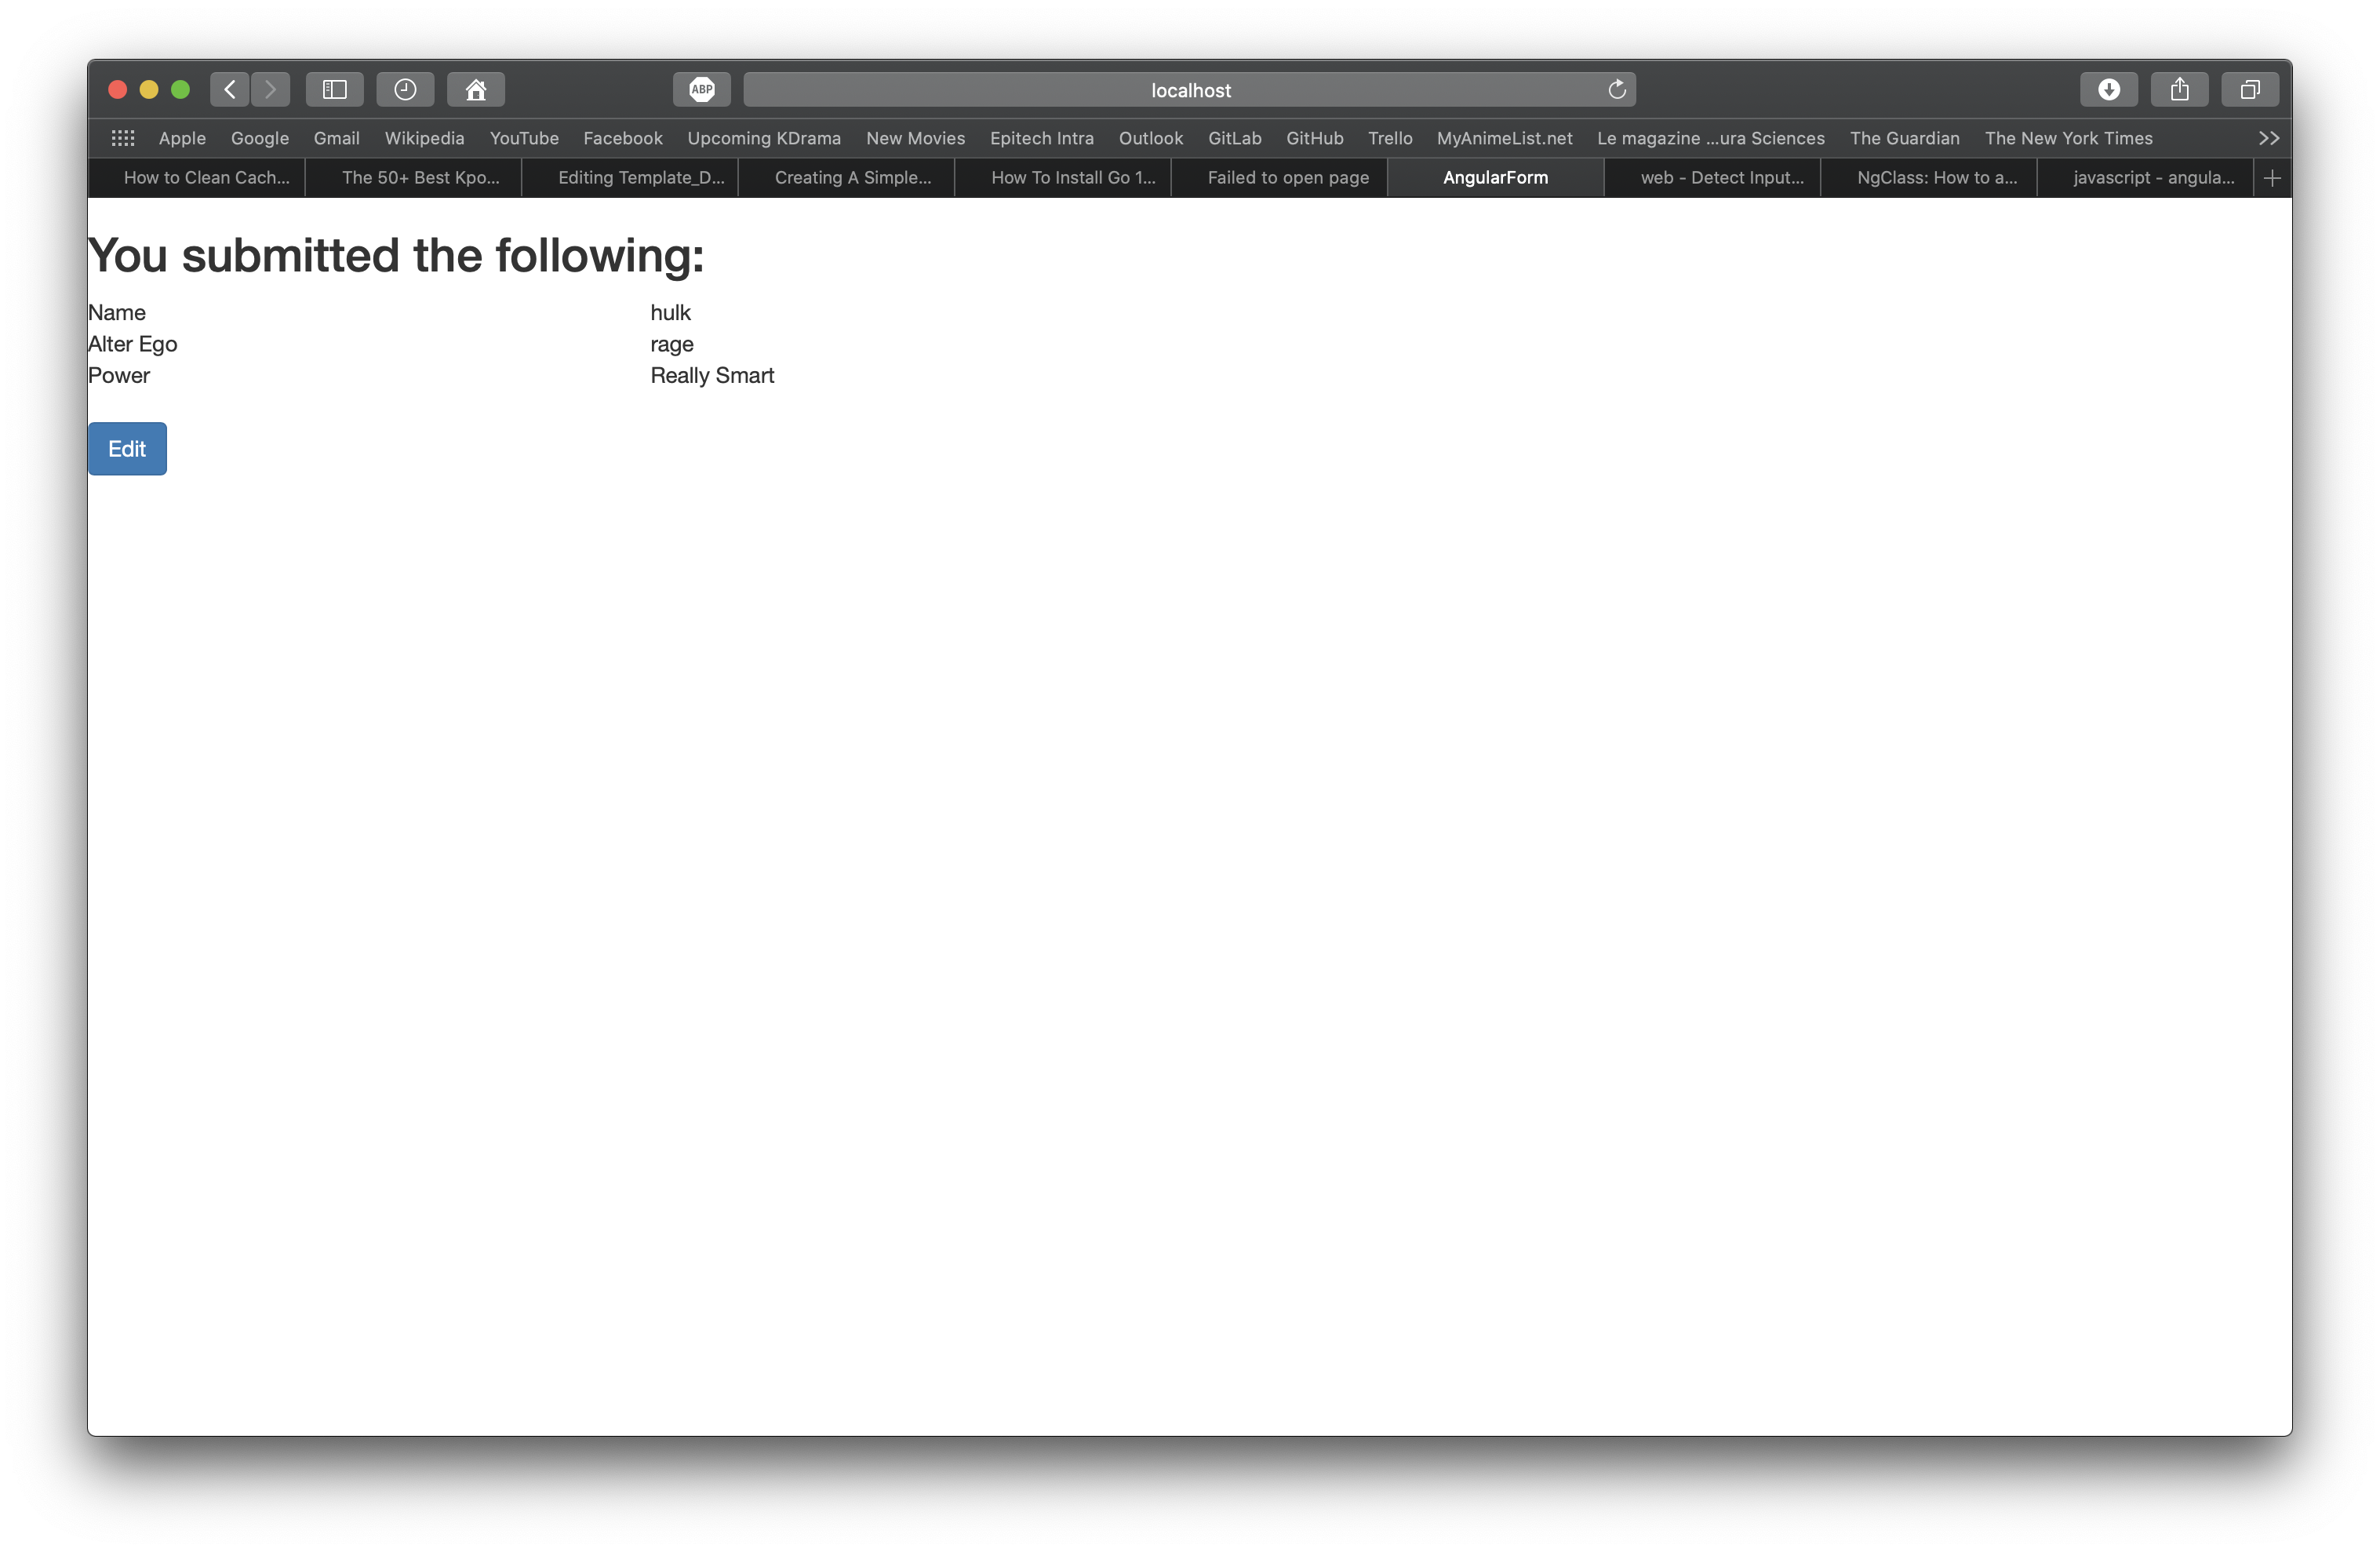 ABP localhost
Apple Google Gmail Wikipedia YouTube Facebook Upcoming KDrama New Movies Epitech Intra Outlook GitLab GitHub Trello MyAnimeList.net Le magazine ...ura Sciences The Guardian The New York Times
How to Clean Cach... The 50+ Best Kpo... Editing Template_D... Creating A Simple... How To Install Go 1... Failed to open page AngularForm web - Detect Input... NgClass: How to a... javascript - angula...
You submitted the following:
Name hulk
Alter Ego rage
Power Really Smart
Edit